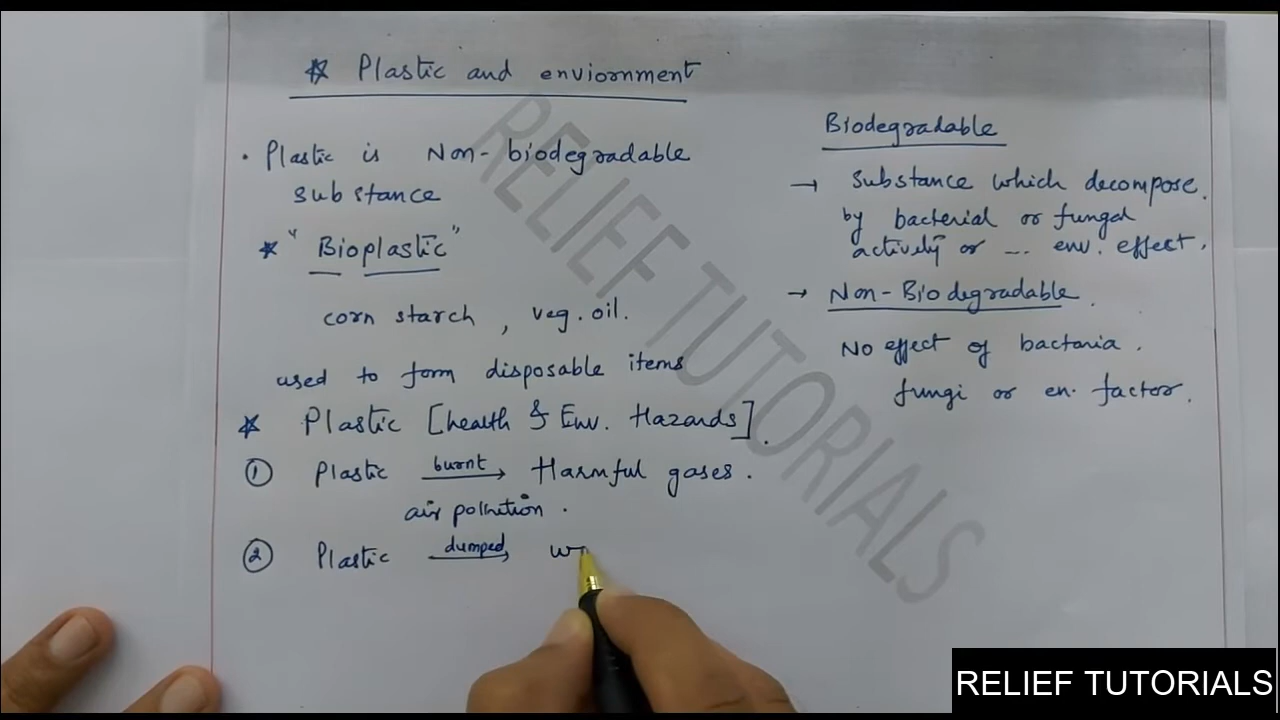 * Plastic and enviornment
. Plastic is Non-biodegradable
substance
* "Bioplastic"
corn starch, veg. oil.
used to form disposable items
* Plastic [health & Env. Hazards].
① Plastic burnt → Harmful gases.
air pollution.
② Plastic dumped →
Biodegradable
→ substance which decompose.
by bacterial or fungal
activity or ... env. effect.
→ Non-Biodegradable.
No effect of bacteria.
fungi or en. factor.
RELIEF TUTORIALS
RELIEF TUTORIALS